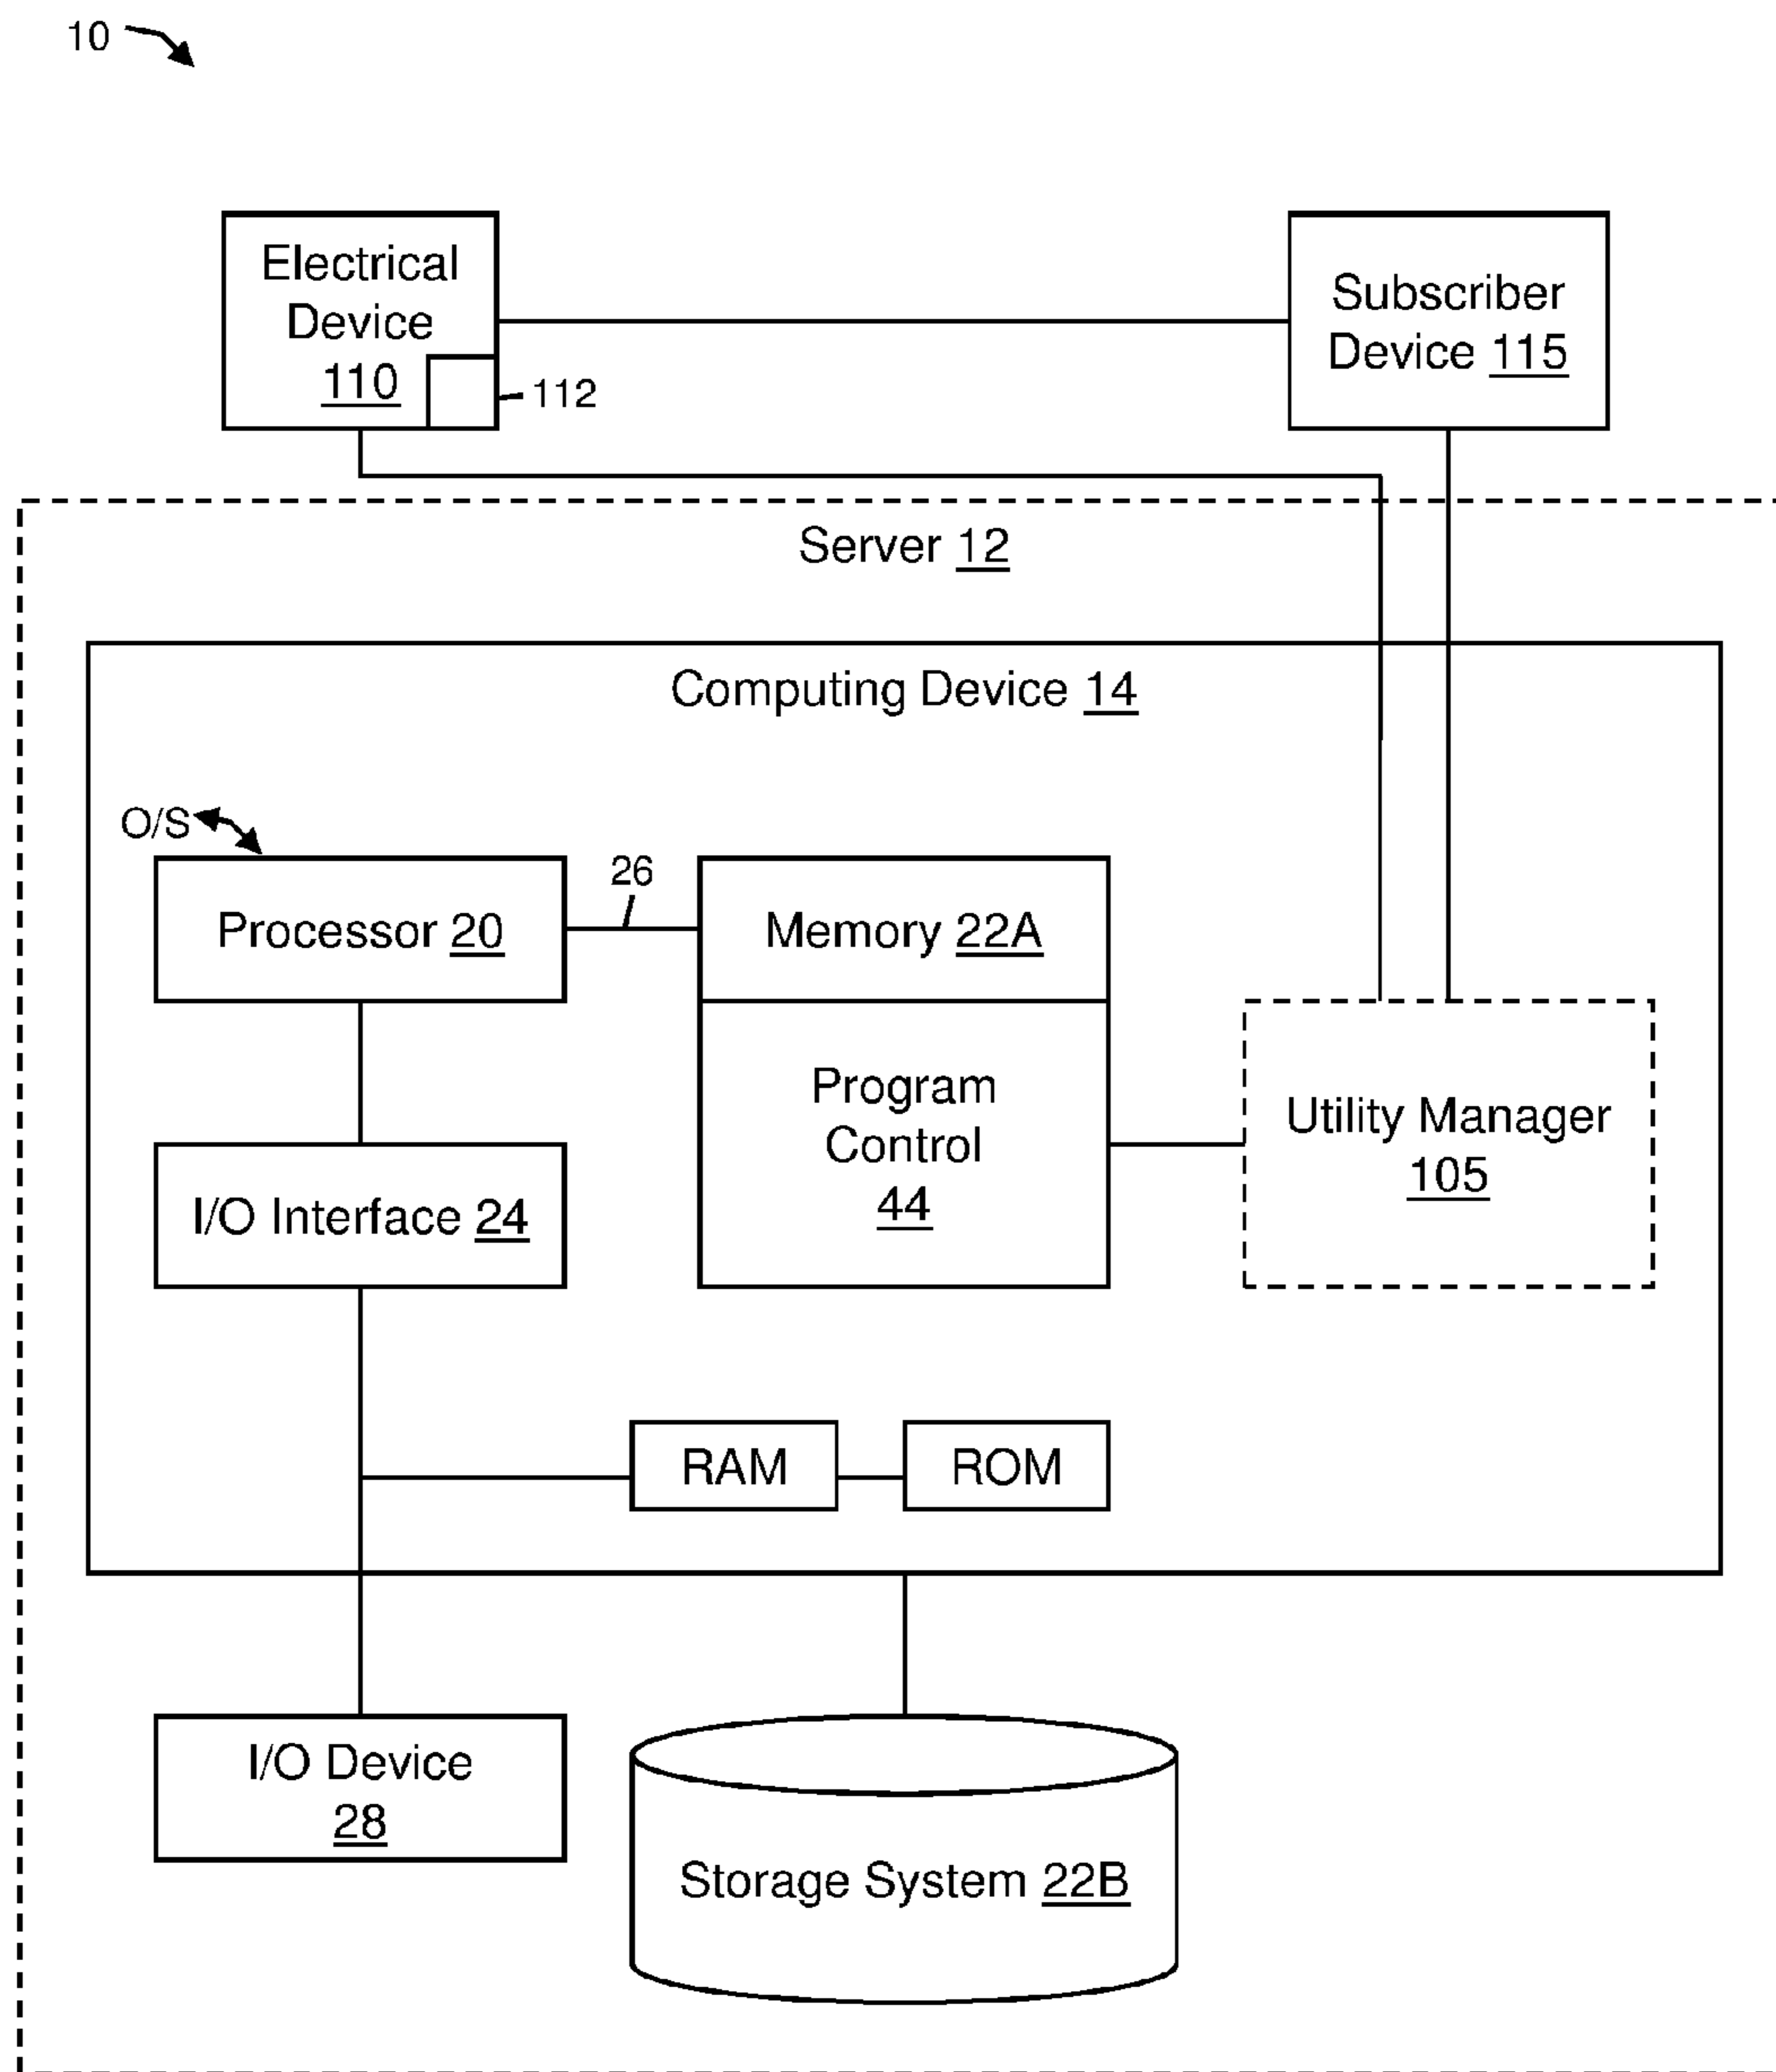 10
Electrical
Device
110
112
Subscriber
Device 115
Server 12
Computing Device 14
O/S
26
Processor 20
Memory 22A
Program
Control
44
Utility Manager
105
I/O Interface 24
RAM
ROM
I/O Device
28
Storage System 22B